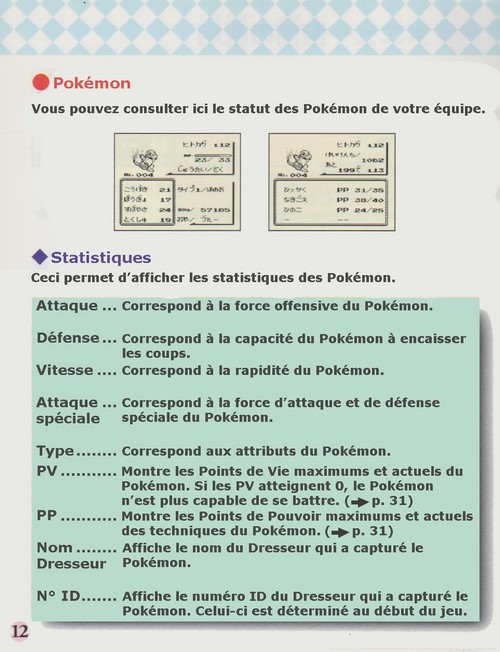 Pokémon
Vous pouvez consulter ici le statut des Pokémon de votre équipe.
ヒトカゲ :L12
23/ 33
No.004
こうげき 21
ぼうぎょ 17
すばやさ 24
とくしゅ 19
タイプ1/ほのお
57185
おや/ブルー
ヒトカゲ :L12
けいけんち/
1062
あと
199で :L13
No.004
ひっかく PP 31/35
なきごえ PP 38/40
ひのこ PP 24/25
Statistiques
Ceci permet d’afficher les statistiques des Pokémon.
Attaque ... Correspond à la force offensive du Pokémon.
Défense ... Correspond à la capacité du Pokémon à encaisser
les coups.
Vitesse .... Correspond à la rapidité du Pokémon.
Attaque ... Correspond à la force d’attaque et de défense
spéciale spéciale du Pokémon.
Type........ Correspond aux attributs du Pokémon.
PV ........... Montre les Points de Vie maximums et actuels du
Pokémon. Si les PV atteignent 0, le Pokémon
n’est plus capable de se battre. (➡ p. 31)
PP ........... Montre les Points de Pouvoir maximums et actuels
des techniques du Pokémon. (➡ p. 31)
Nom ........ Affiche le nom du Dresseur qui a capturé le
Dresseur Pokémon.
N° ID....... Affiche le numéro ID du Dresseur qui a capturé le
Pokémon. Celui-ci est déterminé au début du jeu.
12